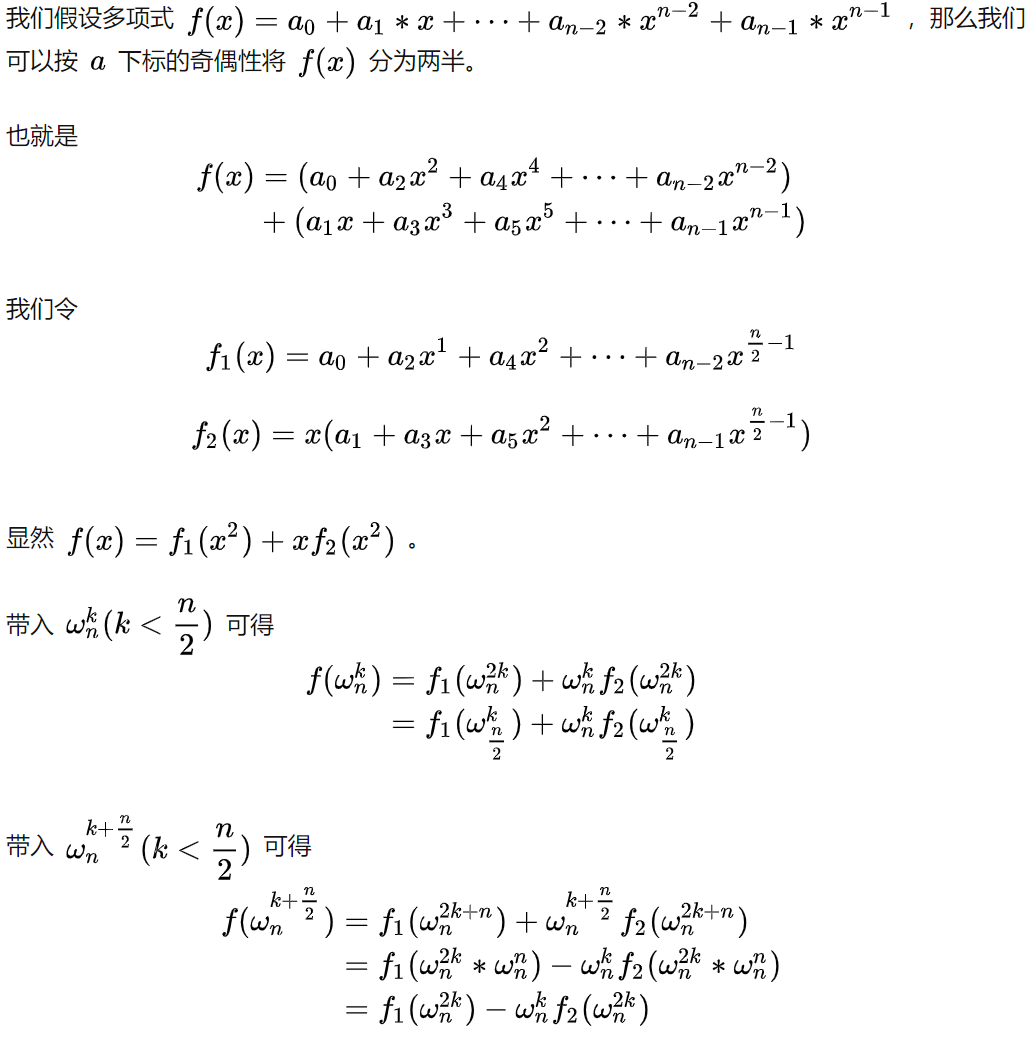 我们假设多项式 $f(x)=a_0+a_1*x+\cdots+a_{n-2}*x^{n-2}+a_{n-1}*x^{n-1}$ ，那么我们
可以按 $a$ 下标的奇偶性将 $f(x)$ 分为两半。
也就是
$f(x)=(a_0+a_2x^2+a_4x^4+\cdots+a_{n-2}x^{n-2})$
$+(a_1x+a_3x^3+a_5x^5+\cdots+a_{n-1}x^{n-1})$
我们令
$f_1(x)=a_0+a_2x^1+a_4x^2+\cdots+a_{n-2}x^{\frac{n}{2}-1}$
$f_2(x)=x(a_1+a_3x+a_5x^2+\cdots+a_{n-1}x^{\frac{n}{2}-1})$
显然 $f(x)=f_1(x^2)+xf_2(x^2)$ 。
带入 $\omega_n^k(k<\frac{n}{2})$ 可得
$f(\omega_n^k)=f_1(\omega_n^{2k})+\omega_n^kf_2(\omega_n^{2k})$
$=f_1(\omega_{\frac{n}{2}}^k)+\omega_n^kf_2(\omega_{\frac{n}{2}}^k)$
带入 $\omega_n^{k+\frac{n}{2}}(k<\frac{n}{2})$ 可得
$f(\omega_n^{k+\frac{n}{2}})=f_1(\omega_n^{2k+n})+\omega_n^{k+\frac{n}{2}}f_2(\omega_n^{2k+n})$
$=f_1(\omega_n^{2k}*\omega_n^n)-\omega_n^kf_2(\omega_n^{2k}*\omega_n^n)$
$=f_1(\omega_n^{2k})-\omega_n^kf_2(\omega_n^{2k})$